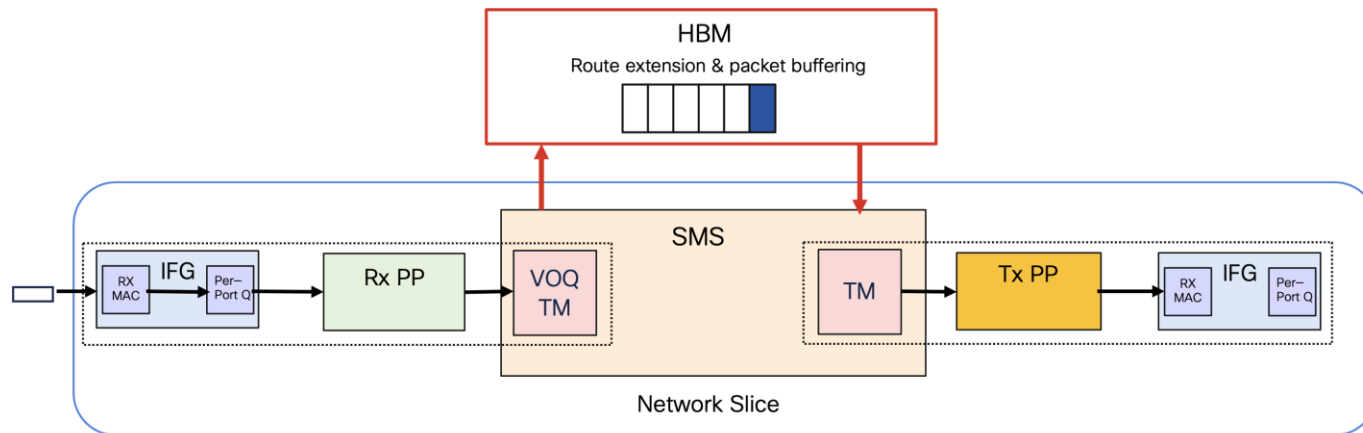 HBM
Route extension & packet buffering
SMS
IFG
RX
MAC
Per–
Port Q
Rx PP
VOQ
TM
TM
Tx PP
IFG
RX
MAC
Per–
Port Q
Network Slice